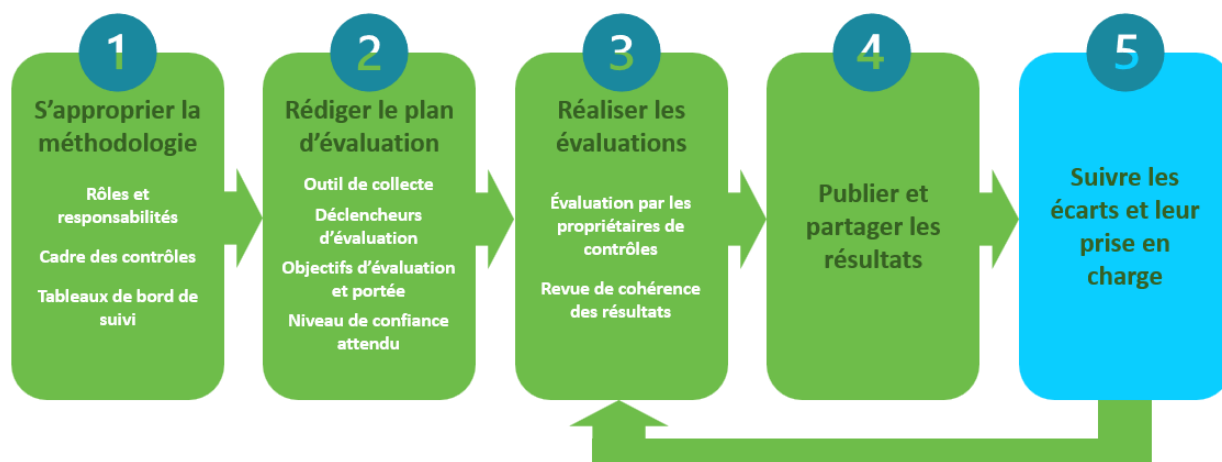 1
S’approprier la
méthodologie
Rôles et
responsabilités
Cadre des contrôles
Tableaux de bord de
suivi
2
Rédiger le plan
d’évaluation
Outil de collecte
Déclencheurs
d’évaluation
Objectifs d’évaluation
et portée
Niveau de confiance
attendu
3
Réaliser les
évaluations
Évaluation par les
propriétaires de
contrôles
Revue de cohérence
des résultats
4
Publier et
partager les
résultats
5
Suivre les
écarts et leur
prise en
charge